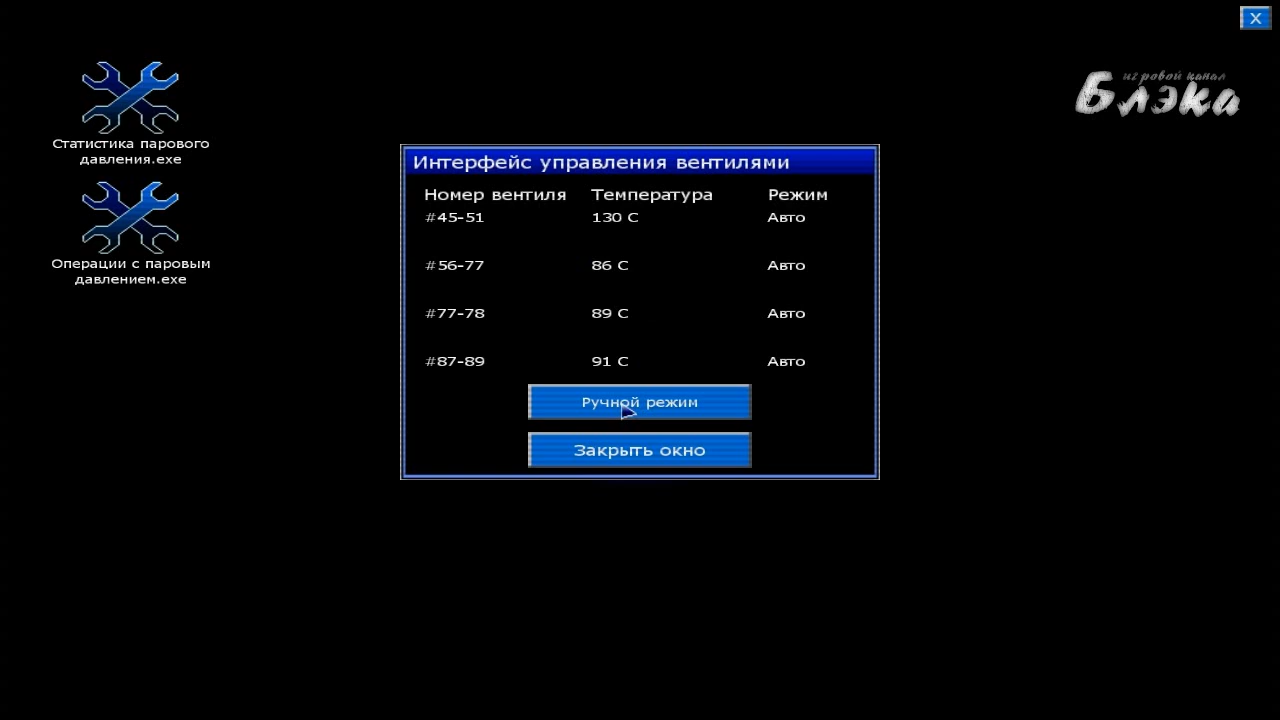 X
игровой канал
Блэка
Статистика парового
давления.exe
Операции с паровым
давлением.exe
Интерфейс управления вентилями
Номер вентиля Температура Режим
#45-51 130 C Авто
#56-77 86 C Авто
#77-78 89 C Авто
#87-89 91 C Авто
Ручной режим
Закрыть окно